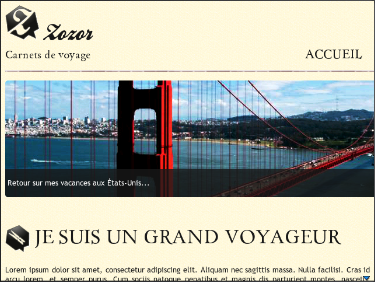 Zozor
Carnets de voyage
ACCUEIL
Retour sur mes vacances aux États-Unis...
JE SUIS UN GRAND VOYAGEUR
Lorem ipsum dolor sit amet, consectetur adipiscing elit. Aliquam nec sagittis massa. Nulla facilisi. Cras id
arcu lorem, et semper purus. Cum sociis natoque penatibus et magnis dis parturient montes,